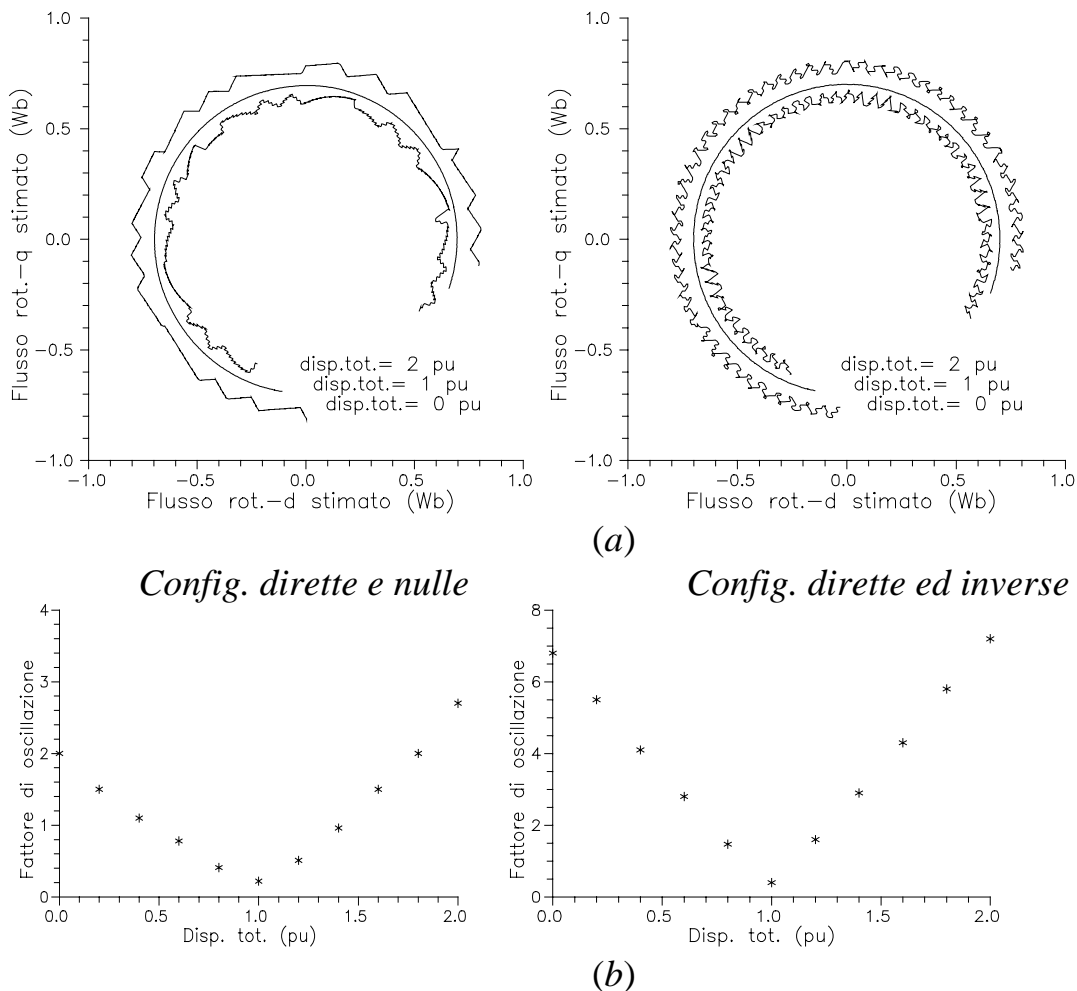 1.0
0.5
0.0
−0.5
−1.0
Flusso rot.−q stimato (Wb)
disp.tot.= 2 pu
disp.tot.= 1 pu
disp.tot.= 0 pu
−1.0 −0.5 0.0 0.5 1.0
Flusso rot.−d stimato (Wb)
1.0
0.5
0.0
−0.5
−1.0
Flusso rot.−q stimato (Wb)
disp.tot.= 2 pu
disp.tot.= 1 pu
disp.tot.= 0 pu
−1.0 −0.5 0.0 0.5 1.0
Flusso rot.−d stimato (Wb)
(a)
Config. dirette e nulle
4
3
2
1
0
Fattore di oscillazione
0.0 0.5 1.0 1.5 2.0
Disp. tot. (pu)
Config. dirette ed inverse
8
6
4
2
0
Fattore di oscillazione
0.0 0.5 1.0 1.5 2.0
Disp. tot. (pu)
(b)